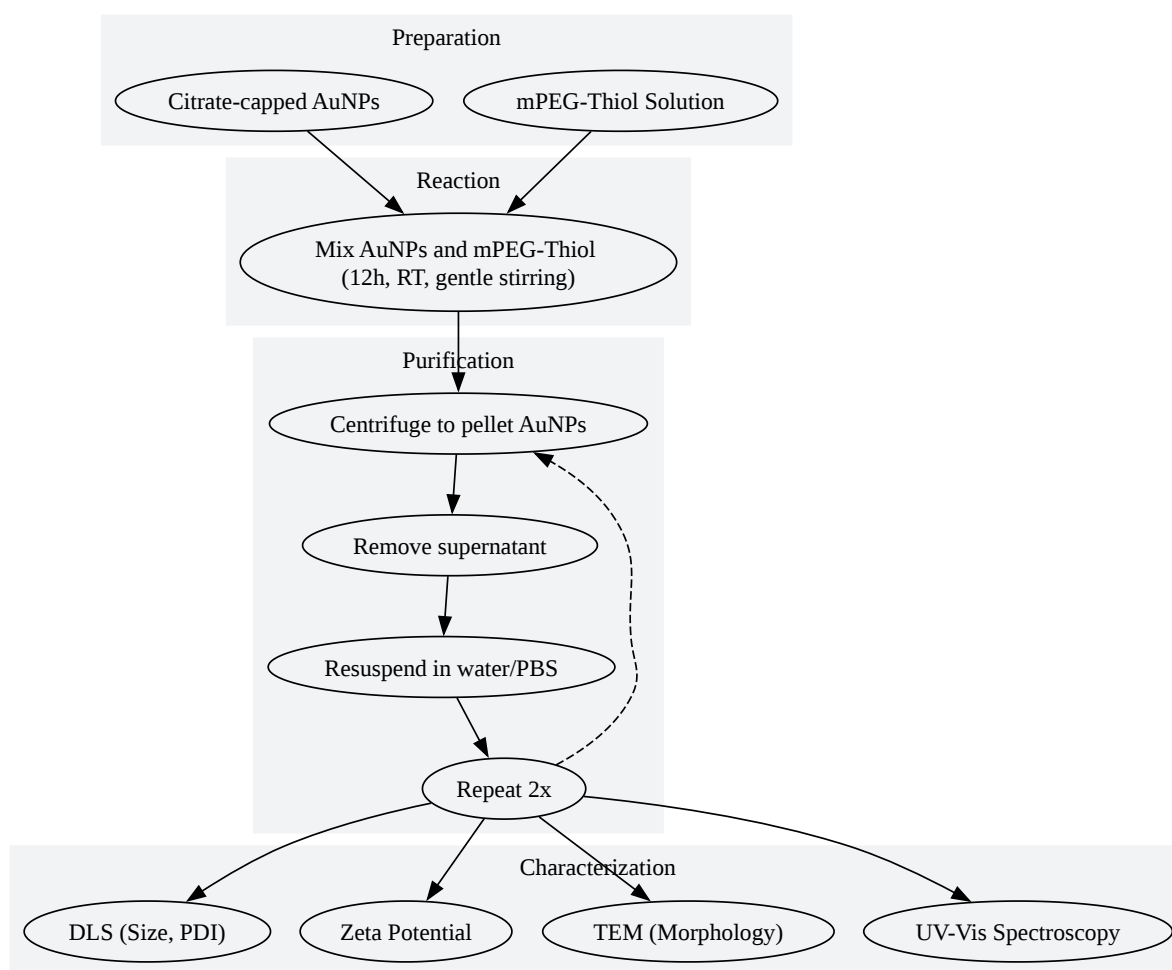 Preparation
Citrate-capped AuNPs
mPEG-Thiol Solution
Reaction
Mix AuNPs and mPEG-Thiol
(12h, RT, gentle stirring)
Purification
Centrifuge to pellet AuNPs
Remove supernatant
Resuspend in water/PBS
Repeat 2x
Characterization
DLS (Size, PDI)
Zeta Potential
TEM (Morphology)
UV-Vis Spectroscopy